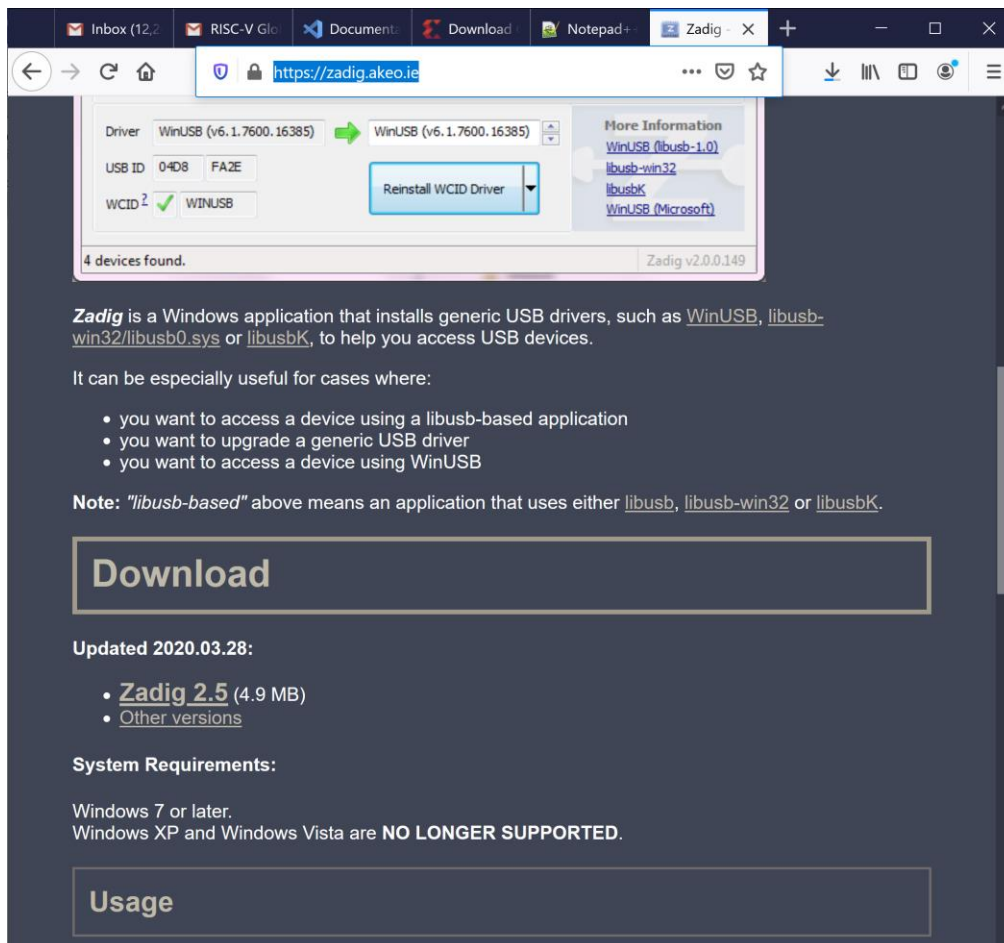 Inbox (12,2
RISC-V Glo
Documenta
Download
Notepad+
Zadig -
https://zadig.akeo.ie
Driver WinUSB (v6.1.7600.16385) WinUSB (v6.1.7600.16385)
More Information
WinUSB (libusb-1.0)
USB ID 04D8 FA2E
libusb-win32
Reinstall WCID Driver
libusbK
WCID ? WINUSB
WinUSB (Microsoft)
4 devices found.
Zadig v2.0.0.149
Zadig is a Windows application that installs generic USB drivers, such as WinUSB, libusb-
win32/libusb0.sys or libusbK, to help you access USB devices.
It can be especially useful for cases where:
• you want to access a device using a libusb-based application
• you want to upgrade a generic USB driver
• you want to access a device using WinUSB
Note: "libusb-based" above means an application that uses either libusb, libusb-win32 or libusbK.
Download
Updated 2020.03.28:
• Zadig 2.5 (4.9 MB)
• Other versions
System Requirements:
Windows 7 or later.
Windows XP and Windows Vista are NO LONGER SUPPORTED.
Usage